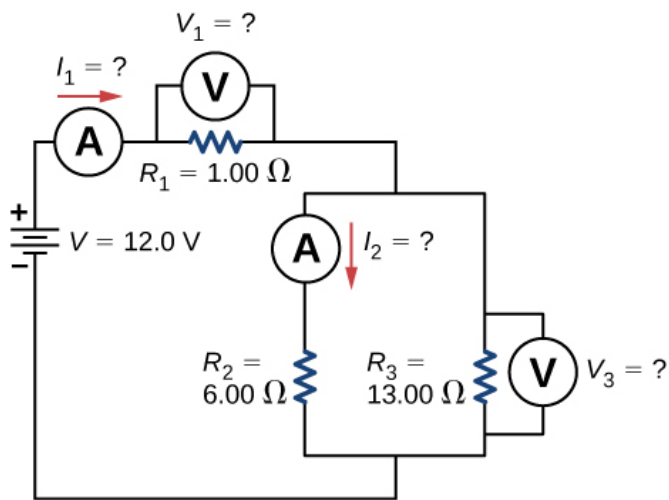 V₁ = ?
I₁ = ?
V
A
R₁ = 1.00 Ω
+
V = 12.0 V
−
A
I₂ = ?
R₂ =
6.00 Ω
R₃ =
13.00 Ω
V
V₃ = ?